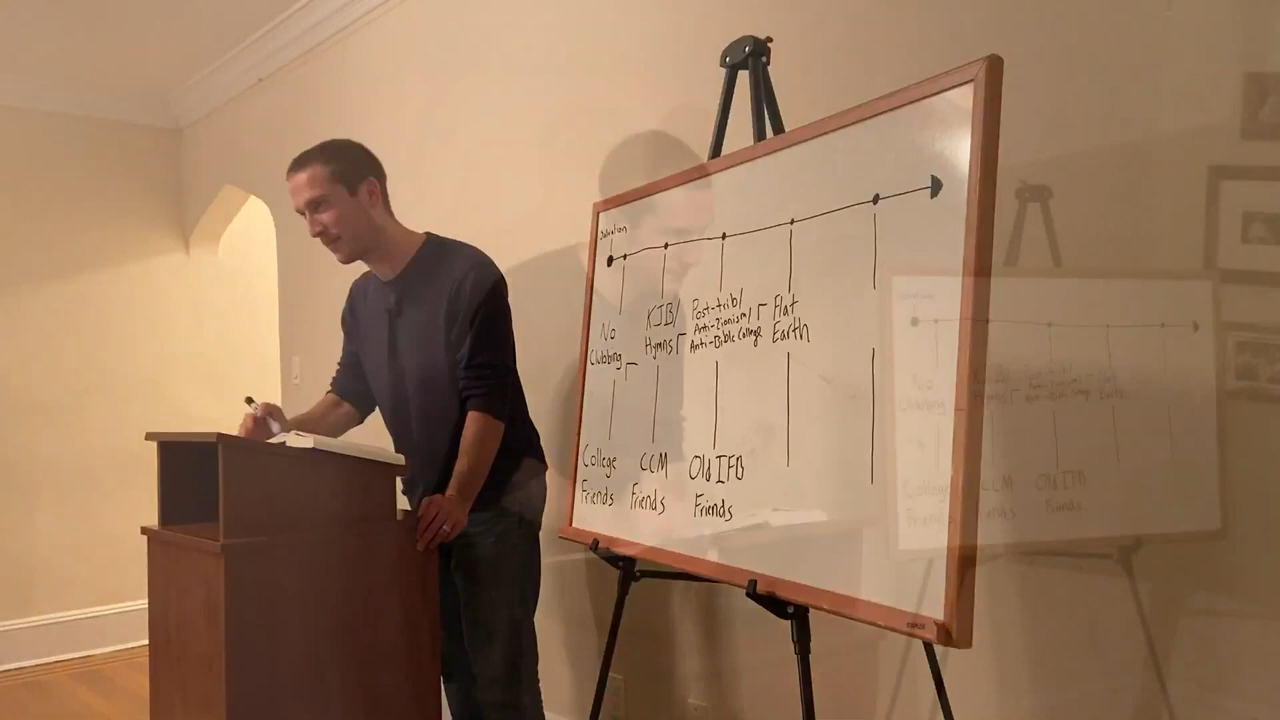 Salvation
No
Clubbing
KJB/
Hymns
Post-trib/
Anti-Zionism/
Anti-Bible College
Flat
Earth
College
Friends
CCM
Friends
Old IFB
Friends
STAPLES